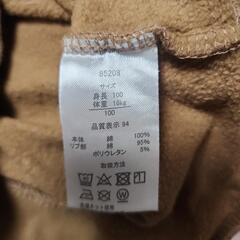 85208
サイズ
身長 100
体重 16kg
100
品質表示 94
本体 綿 100%
リブ部 綿 95%
ポリウレタン 5%
取扱方法